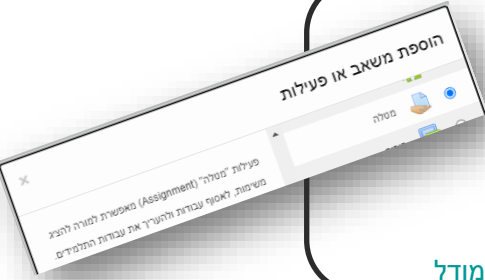 הוספת משאב או פעילות
מטלה
פעילות "מטלה" (Assignment) מאפשרת למורה להציג
משימות, לאסוף עבודות ולהעריך את עבודות התלמידים.
מודל